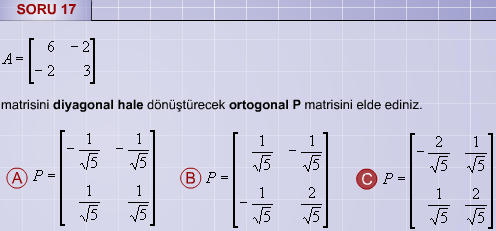 SORU 17
A = [ 6 - 2 ]
[ - 2 3 ]
matrisini diyagonal hale dönüştürecek ortogonal P matrisini elde ediniz.
A P = [ - 1/√5 - 1/√5 ; 1/√5 1/√5 ]
B P = [ 1/√5 - 1/√5 ; - 1/√5 2/√5 ]
C P = [ - 2/√5 1/√5 ; 1/√5 2/√5 ]